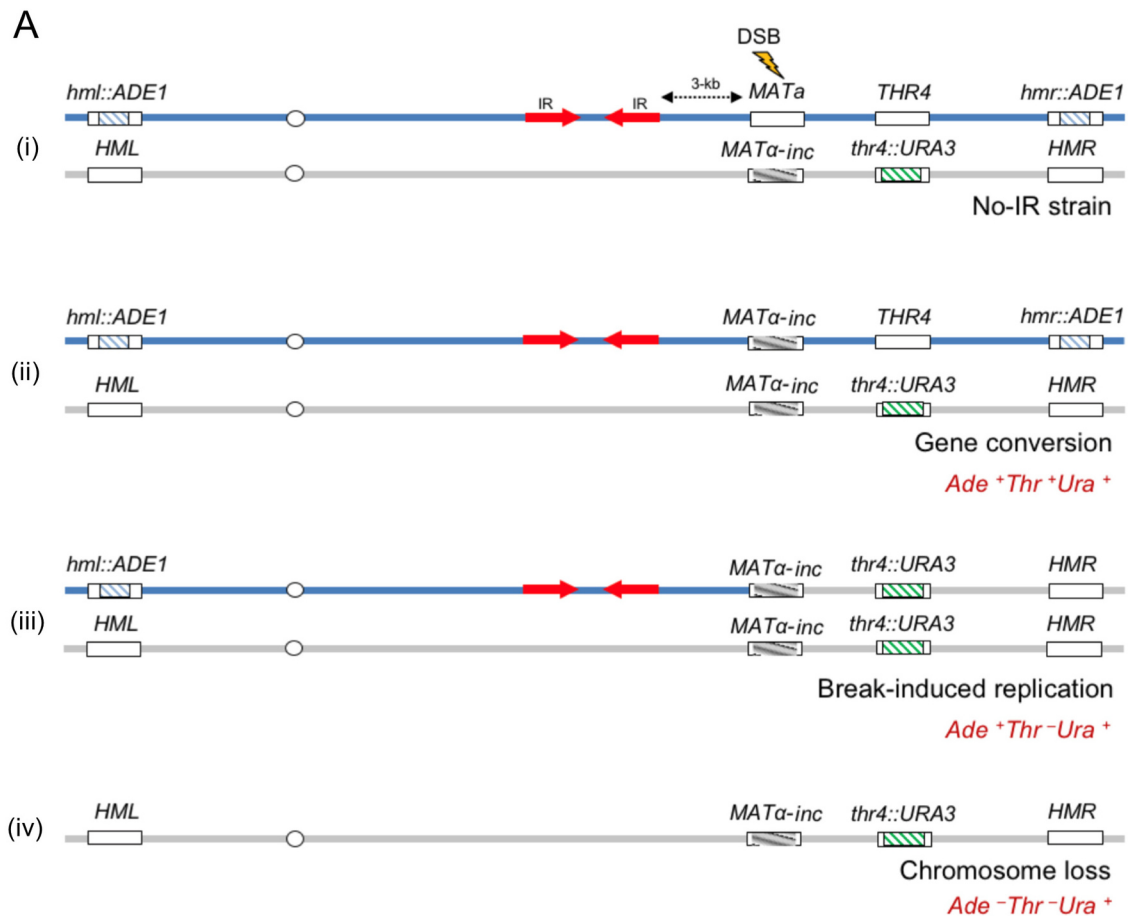 A
DSB
hml::ADE1 IR IR 3-kb MATa THR4 hmr::ADE1
(i)
HML MATα-inc thr4::URA3 HMR
No-IR strain
hml::ADE1 MATα-inc THR4 hmr::ADE1
(ii)
HML MATα-inc thr4::URA3 HMR
Gene conversion
Ade + Thr + Ura +
hml::ADE1 MATα-inc thr4::URA3 HMR
(iii)
HML MATα-inc thr4::URA3 HMR
Break-induced replication
Ade + Thr – Ura +
HML MATα-inc thr4::URA3 HMR
(iv)
Chromosome loss
Ade – Thr – Ura +